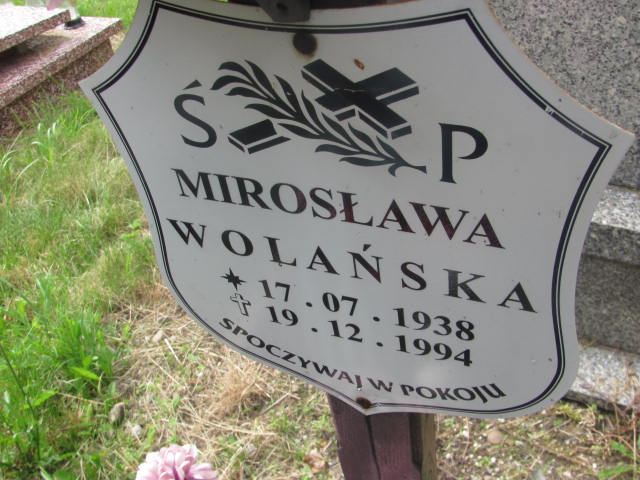 Ś P
MIROSŁAWA
WOLAŃSKA
17.07.1938
19.12.1994
SPOCZYWAJ W POKOJU